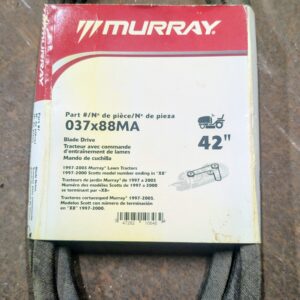 MURRAY.
Part #/Nº de pièce/Nº de pieza
037x88MA
Blade Drive
Tracteur avec commande
d'entraînement de lames
Mando de cuchilla
42"
1997-2005 Murray® Lawn Tractors
1997-2000 Scotts model number ending in "X8"
Tracteurs de jardin Murray® de 1997 à 2005
Numéro des modèles Scotts de 1997 à 2000
se terminant par «X8»
Tractores cortacésped Murray® 1997-2005.
Modelos Scott con número de terminación
en "X8" 1997-2000.